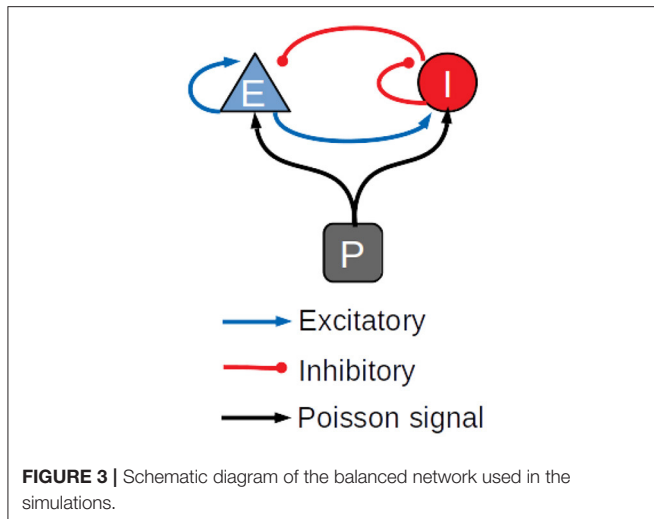 E
I
P
Excitatory
Inhibitory
Poisson signal
FIGURE 3 | Schematic diagram of the balanced network used in the
simulations.